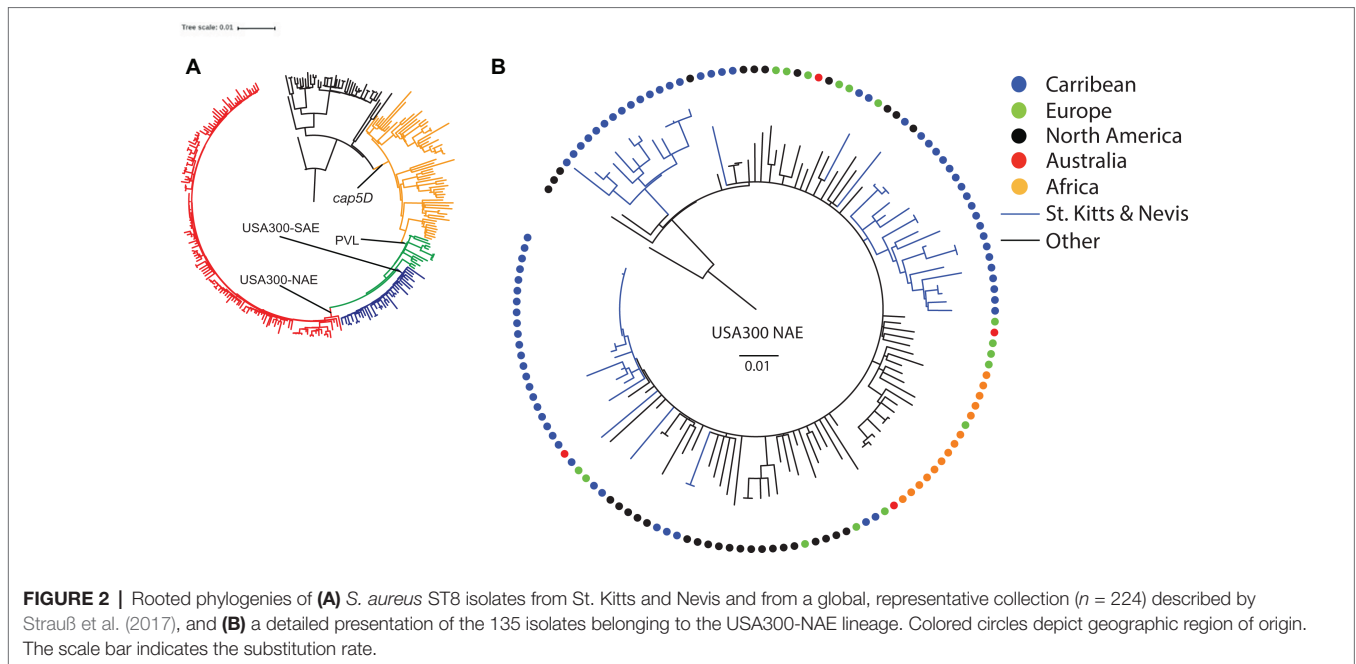 Tree scale: 0.01
A
B
cap5D
USA300-SAE
PVL
USA300-NAE
USA300 NAE
0.01
Carribean
Europe
North America
Australia
Africa
St. Kitts & Nevis
Other
FIGURE 2 | Rooted phylogenies of (A) S. aureus ST8 isolates from St. Kitts and Nevis and from a global, representative collection (n = 224) described by
Strauß et al. (2017), and (B) a detailed presentation of the 135 isolates belonging to the USA300-NAE lineage. Colored circles depict geographic region of origin.
The scale bar indicates the substitution rate.